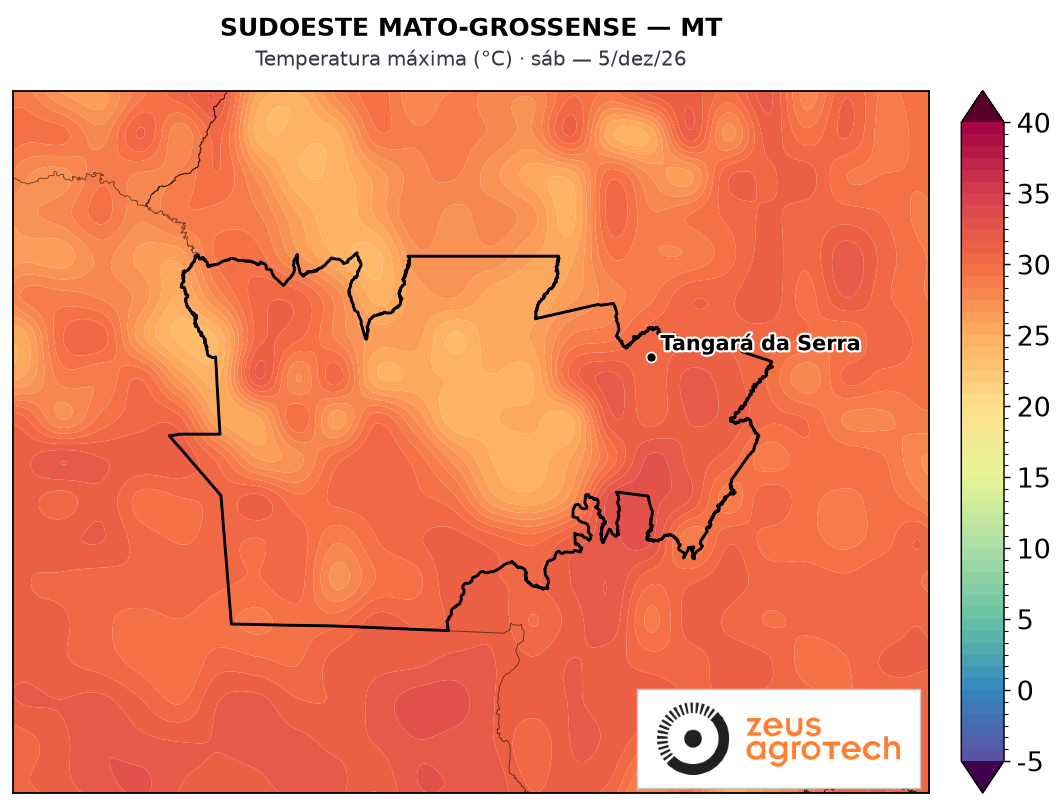 SUDOESTE MATO-GROSSENSE — MT
Temperatura máxima (°C) · sáb — 5/dez/26
40
35
30
25
20
15
10
5
0
-5
Tangará da Serra
zeus
agrotech